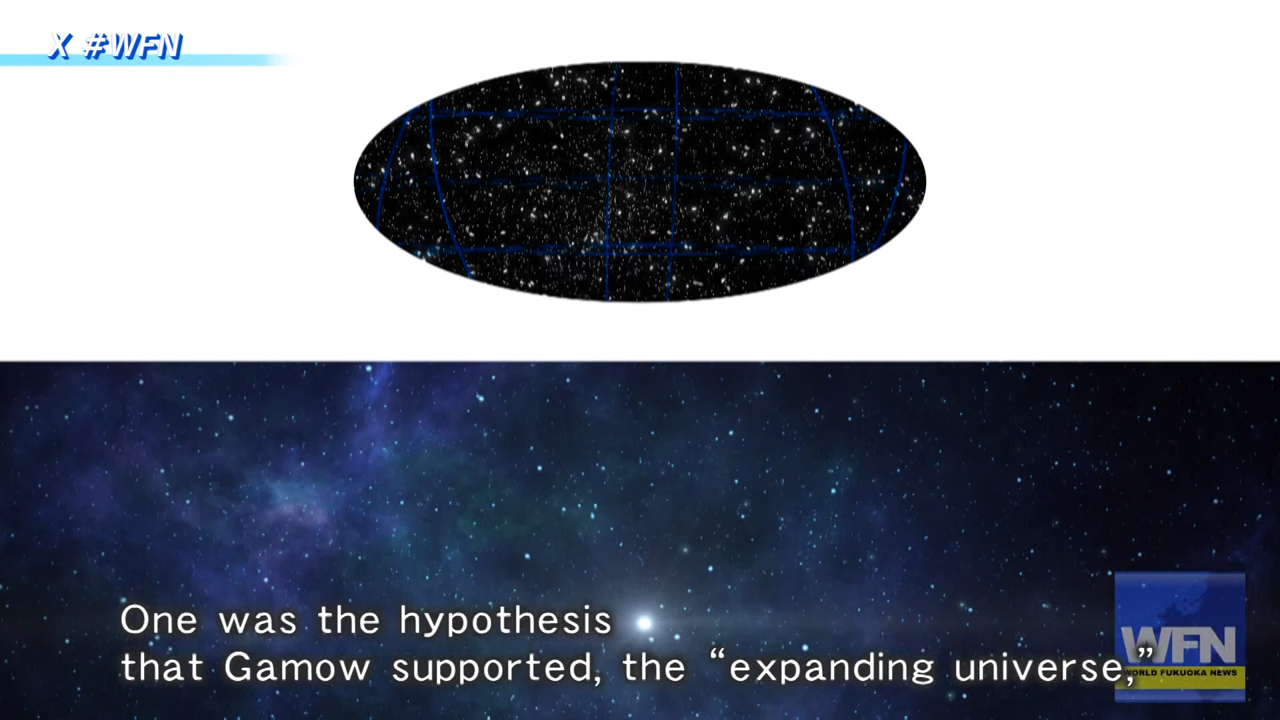 X #WFN
One was the hypothesis
that Gamow supported, the “expanding universe,”
WFN
WORLD FUKUOKA NEWS